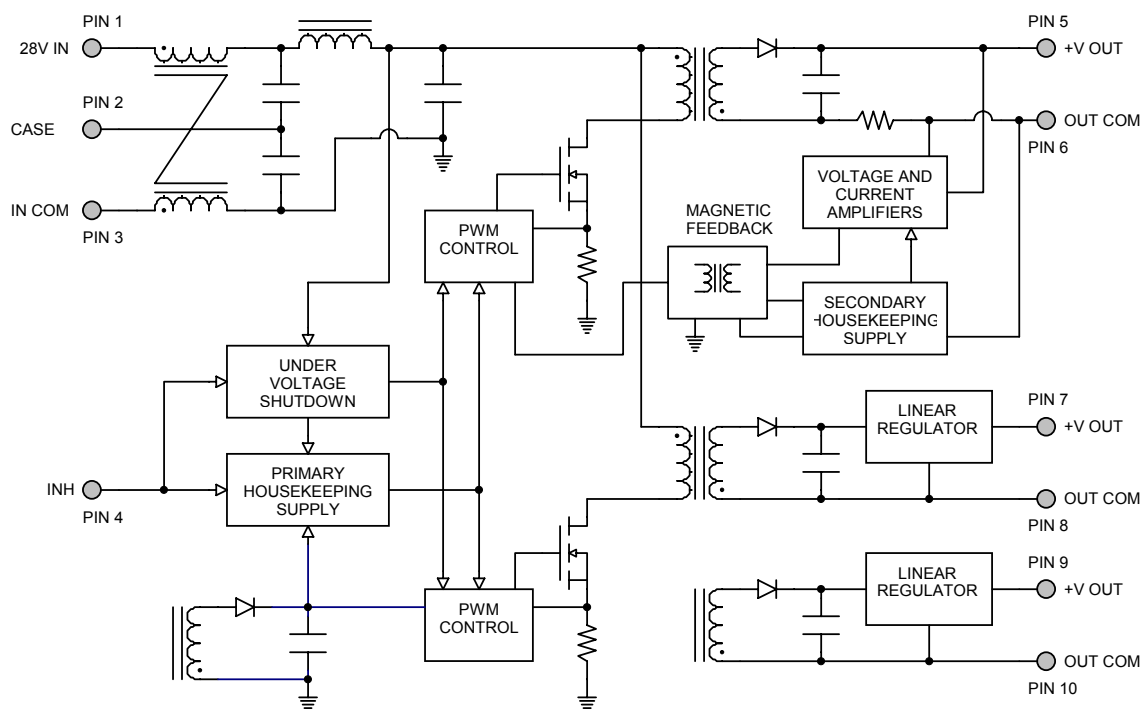 PIN 1
28V IN
PIN 2
CASE
IN COM
PIN 3
PIN 5
+V OUT
OUT COM
PIN 6
VOLTAGE AND
CURRENT
AMPLIFIERS
MAGNETIC
FEEDBACK
PWM
CONTROL
SECONDARY
HOUSEKEEPING
SUPPLY
UNDER
VOLTAGE
SHUTDOWN
PRIMARY
HOUSEKEEPING
SUPPLY
INH
PIN 4
PIN 7
LINEAR
REGULATOR
+V OUT
OUT COM
PIN 8
PWM
CONTROL
PIN 9
LINEAR
REGULATOR
+V OUT
OUT COM
PIN 10